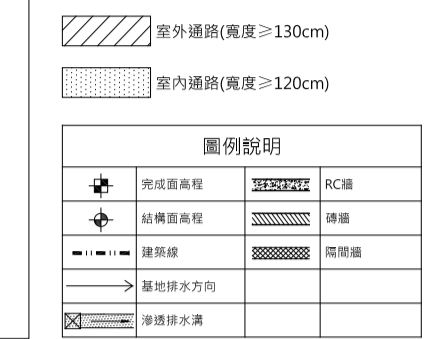 室外通路(寬度≥130cm)
室內通路(寬度≥120cm)
圖例說明
完成面高程 RC牆
結構面高程 磚牆
建築線 隔間牆
基地排水方向
滲透排水溝